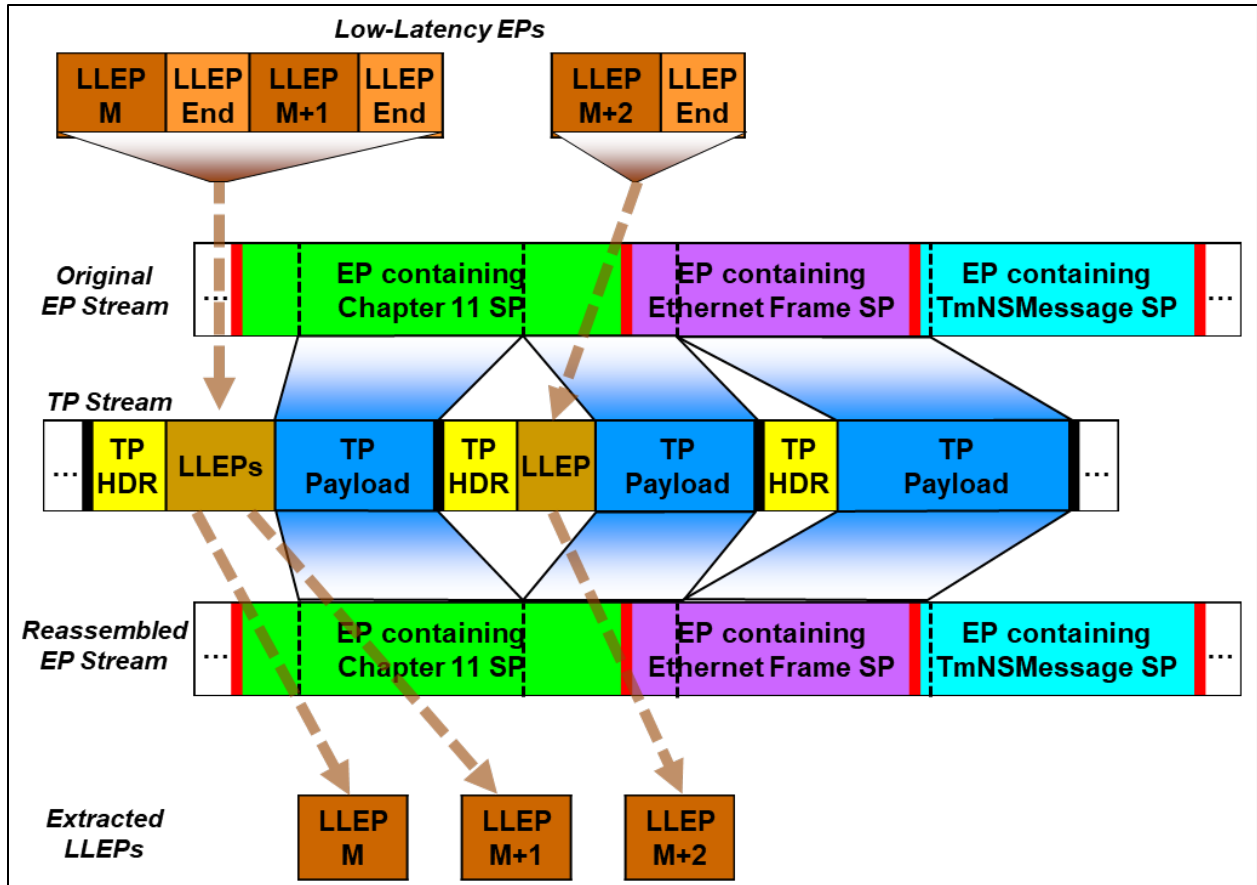 Low-Latency EPs
LLEP LLEP LLEP LLEP
M End M+1 End
LLEP LLEP
M+2 End
Original
EP Stream
...
EP containing
Chapter 11 SP
EP containing
Ethernet Frame SP
EP containing
TmNSMessage SP
...
TP Stream
...
TP
HDR
LLEPs
TP
Payload
TP
HDR
LLEP
TP
Payload
TP
HDR
TP
Payload
...
Reassembled
EP Stream
...
EP containing
Chapter 11 SP
EP containing
Ethernet Frame SP
EP containing
TmNSMessage SP
...
Extracted
LLEPs
LLEP
M
LLEP
M+1
LLEP
M+2